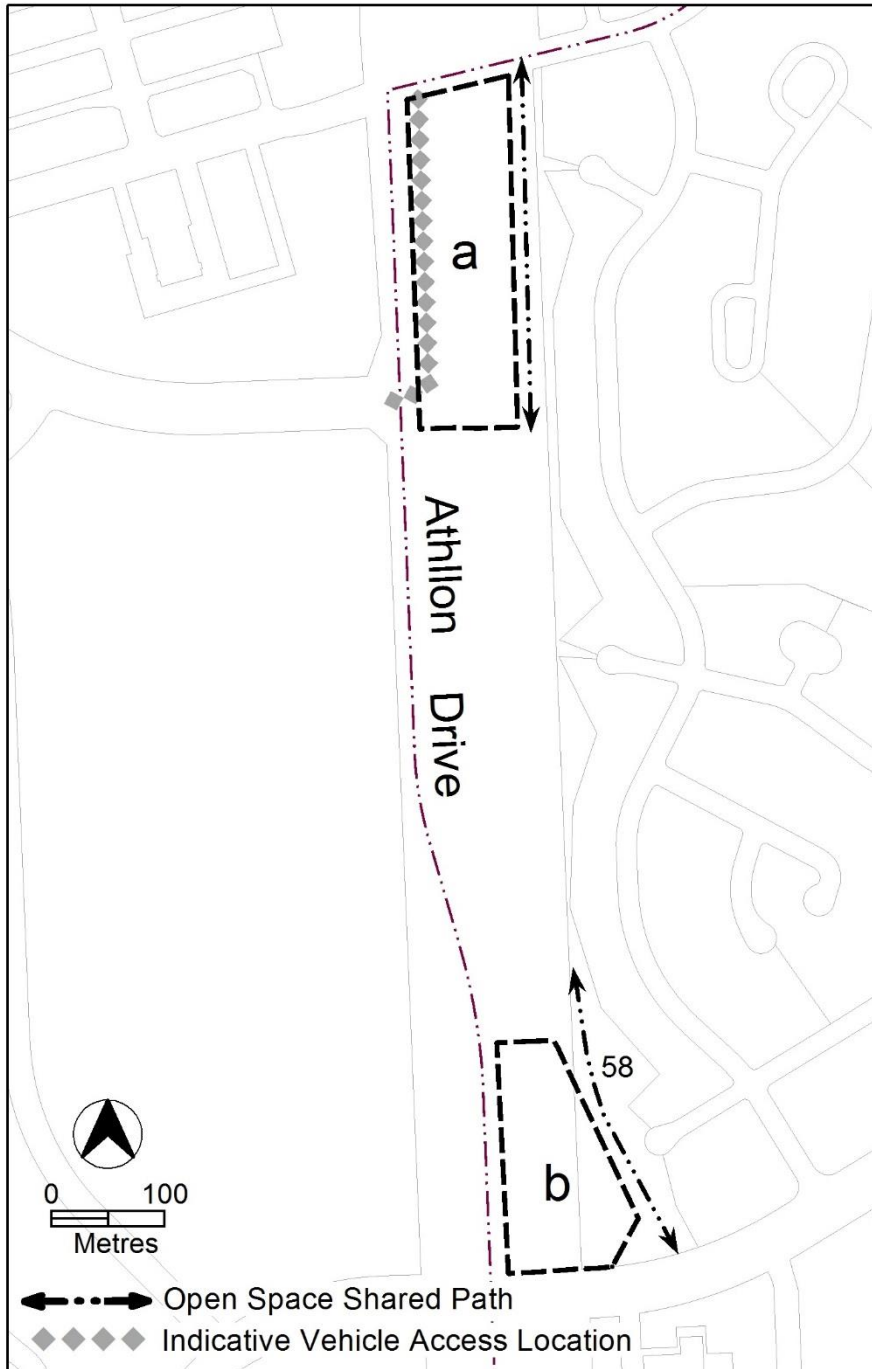 a
Athllon Drive
58
b
0 100
Metres
Open Space Shared Path
Indicative Vehicle Access Location